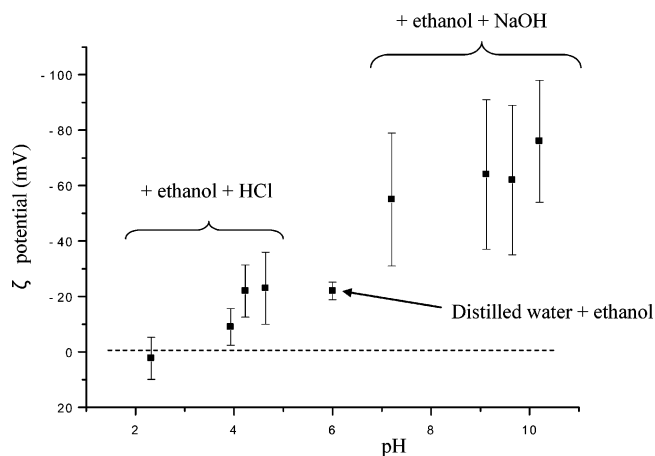 + ethanol + NaOH
- 100
- 80
- 60
- 40
- 20
0
20
ζ potential (mV)
+ ethanol + HCl
Distilled water + ethanol
2
4
6
8
10
pH